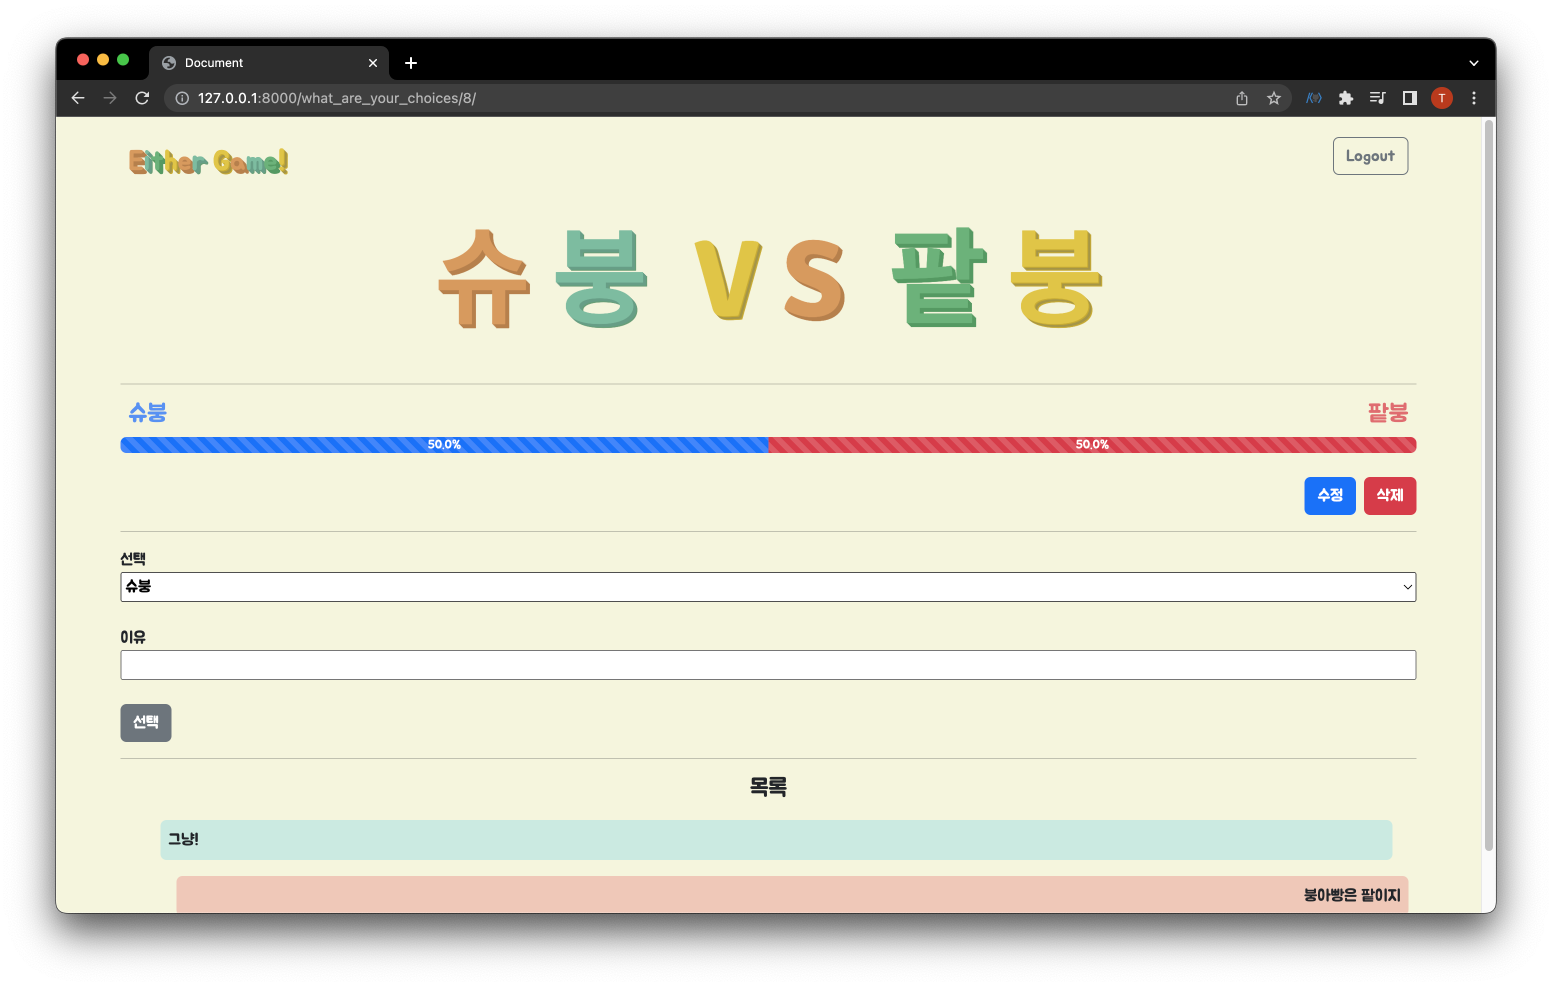 Document
127.0.0.1:8000/what_are_your_choices/8/
T
Either Game!
Logout
슈붕 VS 팥붕
슈붕
팥붕
50.0%
50.0%
수정
삭제
선택
슈붕
이유
선택
목록
그냥!
붕아빵은 팥이지